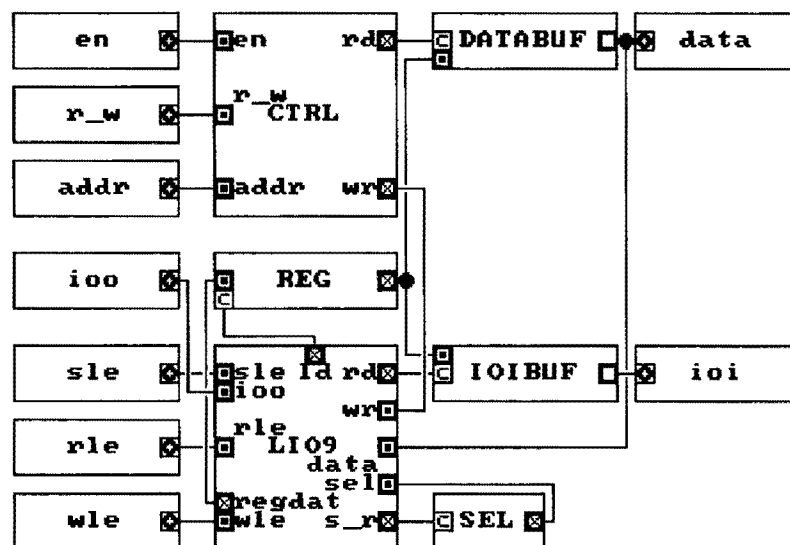 en en rd C DATABUF data
r_w r_w CTRL
addr addr wr
ioo REG
C
sle sle ld rd C IOIBUF ioi
ioo
wr
rle rle LIO9
data
sel
regdat
wle wle s_r C SEL